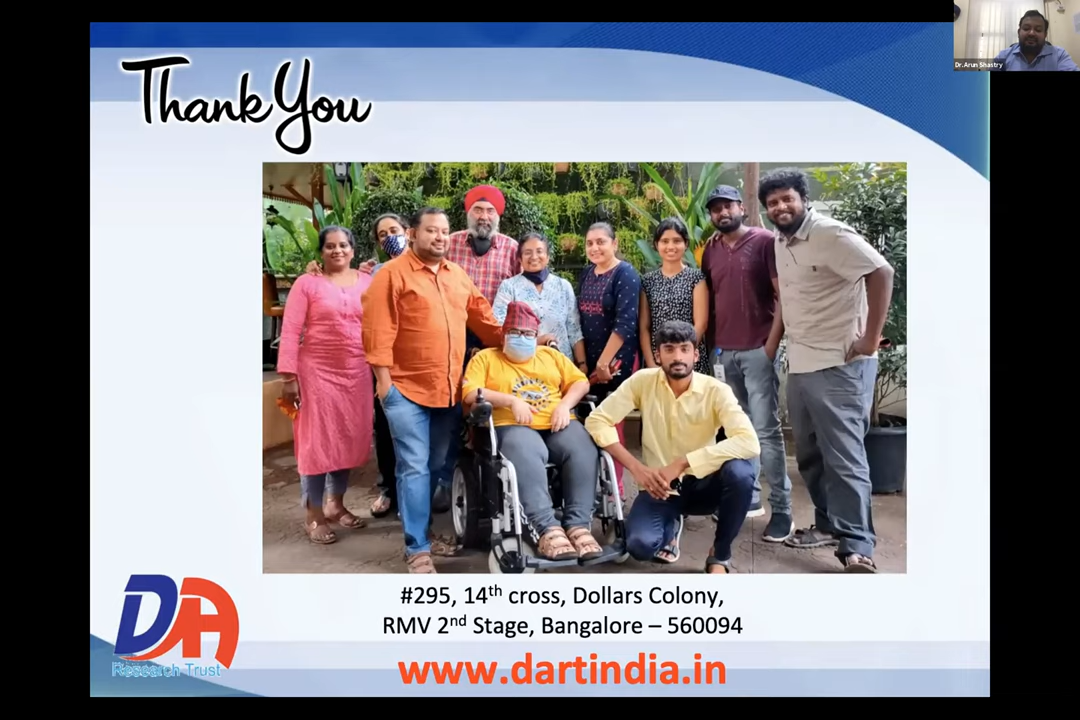 Thank You
Dr.Arun Shastry
#295, 14th cross, Dollars Colony,
RMV 2nd Stage, Bangalore – 560094
DA
Research Trust
www.dartindia.in